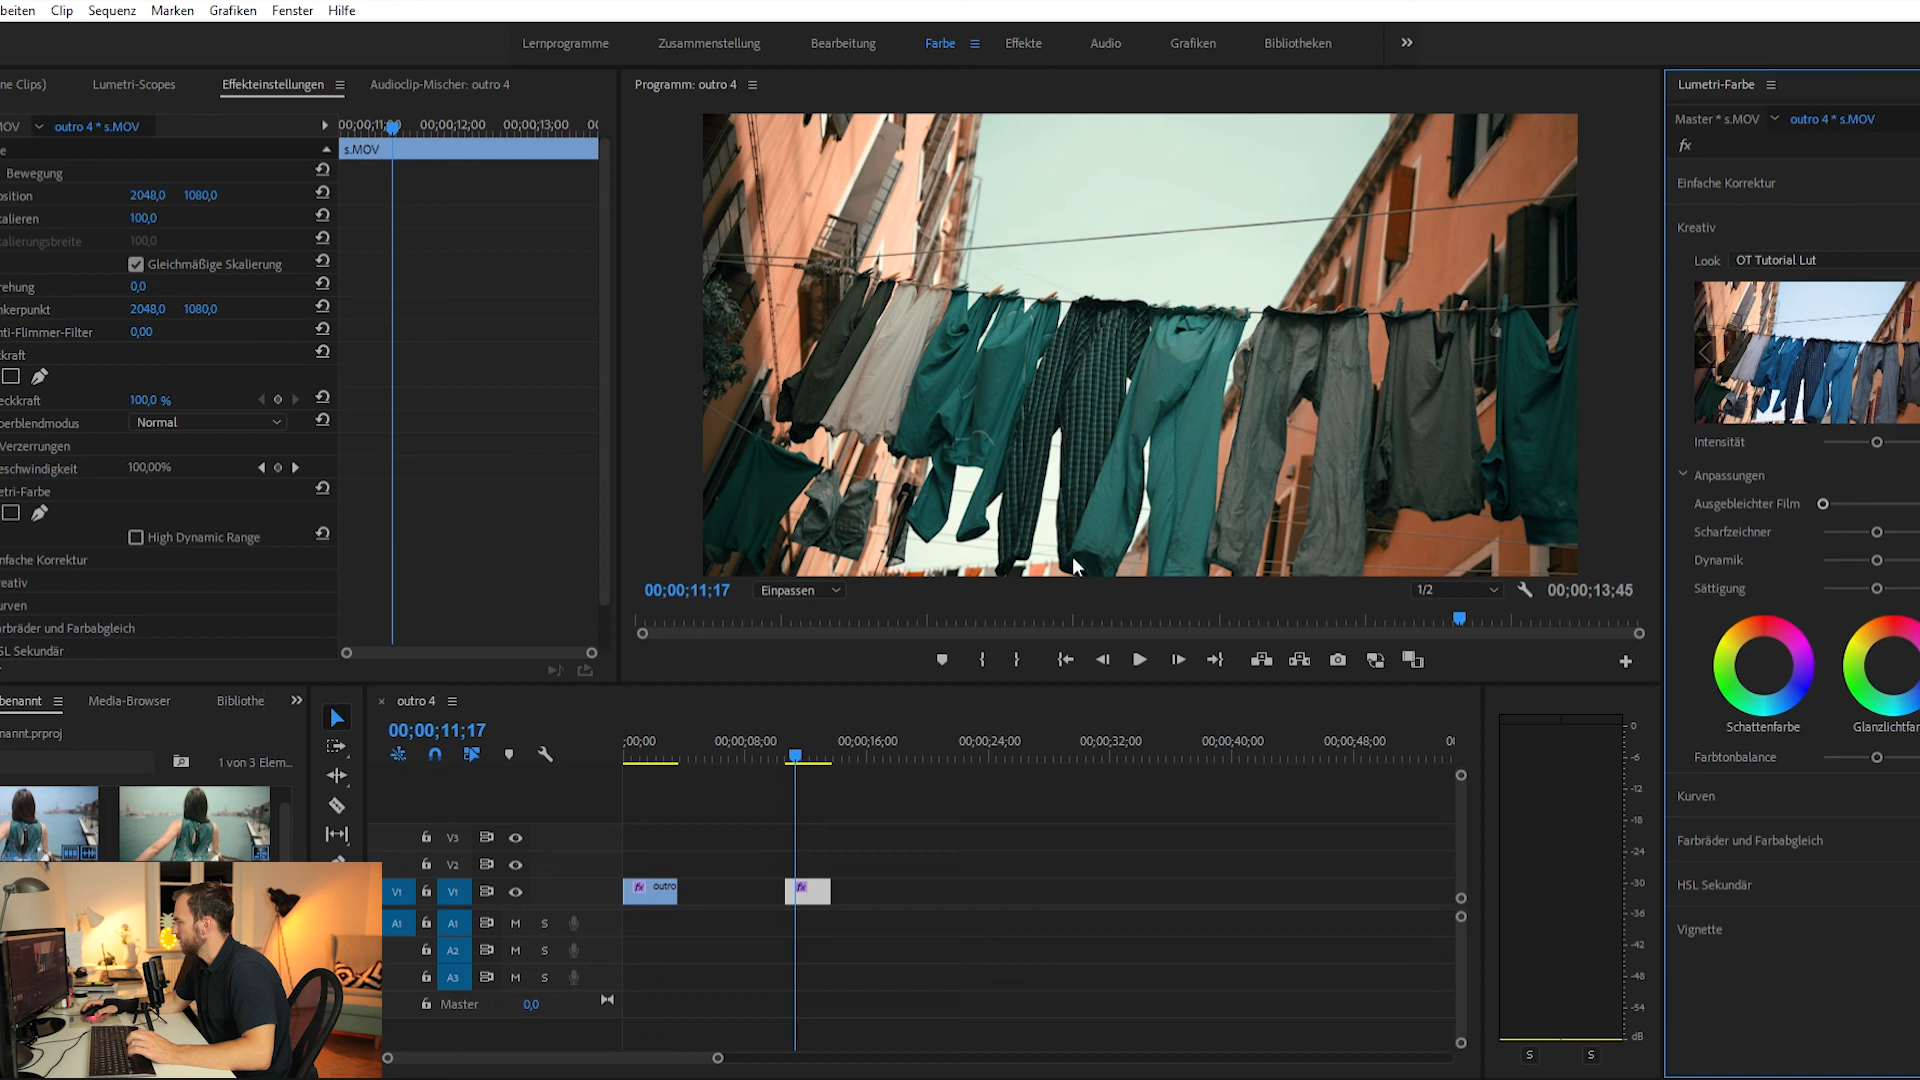 beiten Clip Sequenz Marken Grafiken Fenster Hilfe
Lernprogramme Zusammenstellung Bearbeitung Farbe Effekte Audio Grafiken Bibliotheken
ne Clips) Lumetri-Scopes Effekteinstellungen Audioclip-Mischer: outro 4
Programm: outro 4
Lumetri-Farbe
OV outro 4 * s.MOV
00;00;11;00 00;00;12;00 00;00;13;00 00
s.MOV
Master * s.MOV outro 4 * s.MOV
fx
e
Bewegung
osition 2048,0 1080,0
kalieren 100,0
kalierungsbreite 100,0
Gleichmäßige Skalierung
rehung 0,0
nkerpunkt 2048,0 1080,0
nti-Flimmer-Filter 0,00
kkraft
eckkraft 100,0 %
berblendmodus Normal
Verzerrungen
eschwindigkeit 100,00%
etri-Farbe
High Dynamic Range
nfache Korrektur
reativ
urven
arbräder und Farbabgleich
SL Sekundär
00;00;11;17 Einpassen 1/2 00;00;13;45
Einfache Korrektur
Kreativ
Look OT Tutorial Lut
Intensität
Anpassungen
Ausgebleichter Film
Scharfzeichner
Dynamik
Sättigung
Schattenfarbe Glanzlichtfar
Farbtonbalance
Kurven
Farbräder und Farbabgleich
HSL Sekundär
Vignette
benannt Media-Browser Bibliothe
nannt.prproj
1 von 3 Elem...
outro 4
00;00;11;17
;00;00 00;00;08;00 00;00;16;00 00;00;24;00 00;00;32;00 00;00;40;00 00;00;48;00
V3
V2
V1 V1 fx outro fx
A1 A1 M S
A2 M S
A3 M S
Master 0,0
0
-6
-12
-18
-24
-30
-36
-42
-48
-54
dB
S S